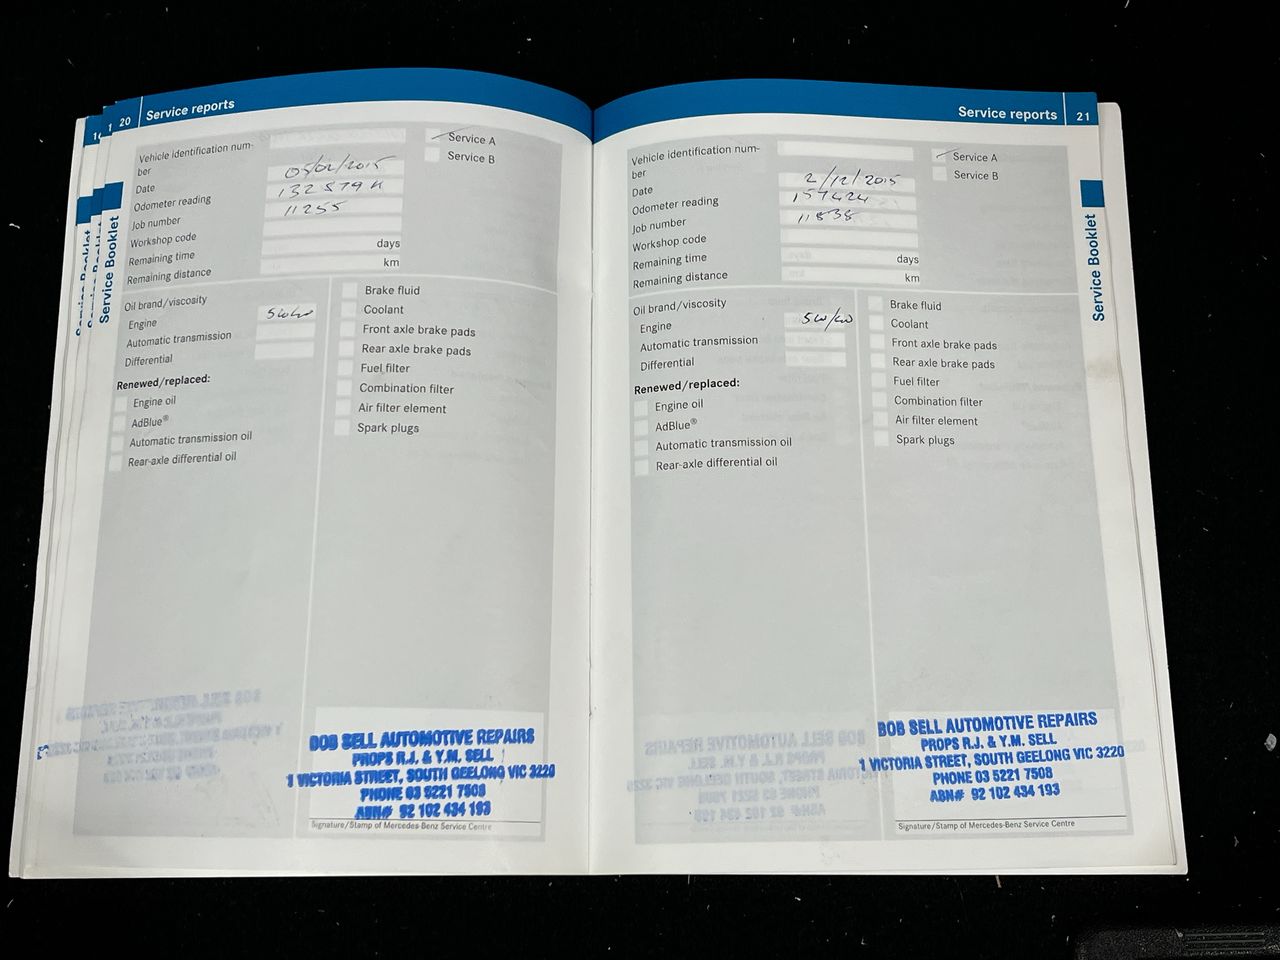 20 Service reports
Vehicle identification num-
ber
Date 05/02/2015
Odometer reading 132879 K
Job number 11255
Workshop code
Remaining time days
Remaining distance km
Service A
Service B
Oil brand/viscosity
Engine 5W40
Automatic transmission
Differential
Renewed/replaced:
Engine oil
AdBlue®
Automatic transmission oil
Rear-axle differential oil
Brake fluid
Coolant
Front axle brake pads
Rear axle brake pads
Fuel filter
Combination filter
Air filter element
Spark plugs
BOB SELL AUTOMOTIVE REPAIRS
PROPS R.J. & Y.M. SELL
1 VICTORIA STREET, SOUTH GEELONG VIC 3220
PHONE 03 5221 7508
ABN# 92 102 434 193
Signature/Stamp of Mercedes-Benz Service Centre
Service Booklet
Service reports 21
Vehicle identification num-
ber
Date 2/12/2015
Odometer reading 157424
Job number 11838
Workshop code
Remaining time days
Remaining distance km
Service A
Service B
Oil brand/viscosity
Engine 5W/40
Automatic transmission
Differential
Renewed/replaced:
Engine oil
AdBlue®
Automatic transmission oil
Rear-axle differential oil
Brake fluid
Coolant
Front axle brake pads
Rear axle brake pads
Fuel filter
Combination filter
Air filter element
Spark plugs
BOB SELL AUTOMOTIVE REPAIRS
PROPS R.J. & Y.M. SELL
1 VICTORIA STREET, SOUTH GEELONG VIC 3220
PHONE 03 5221 7508
ABN# 92 102 434 193
Signature/Stamp of Mercedes-Benz Service Centre
Service Booklet